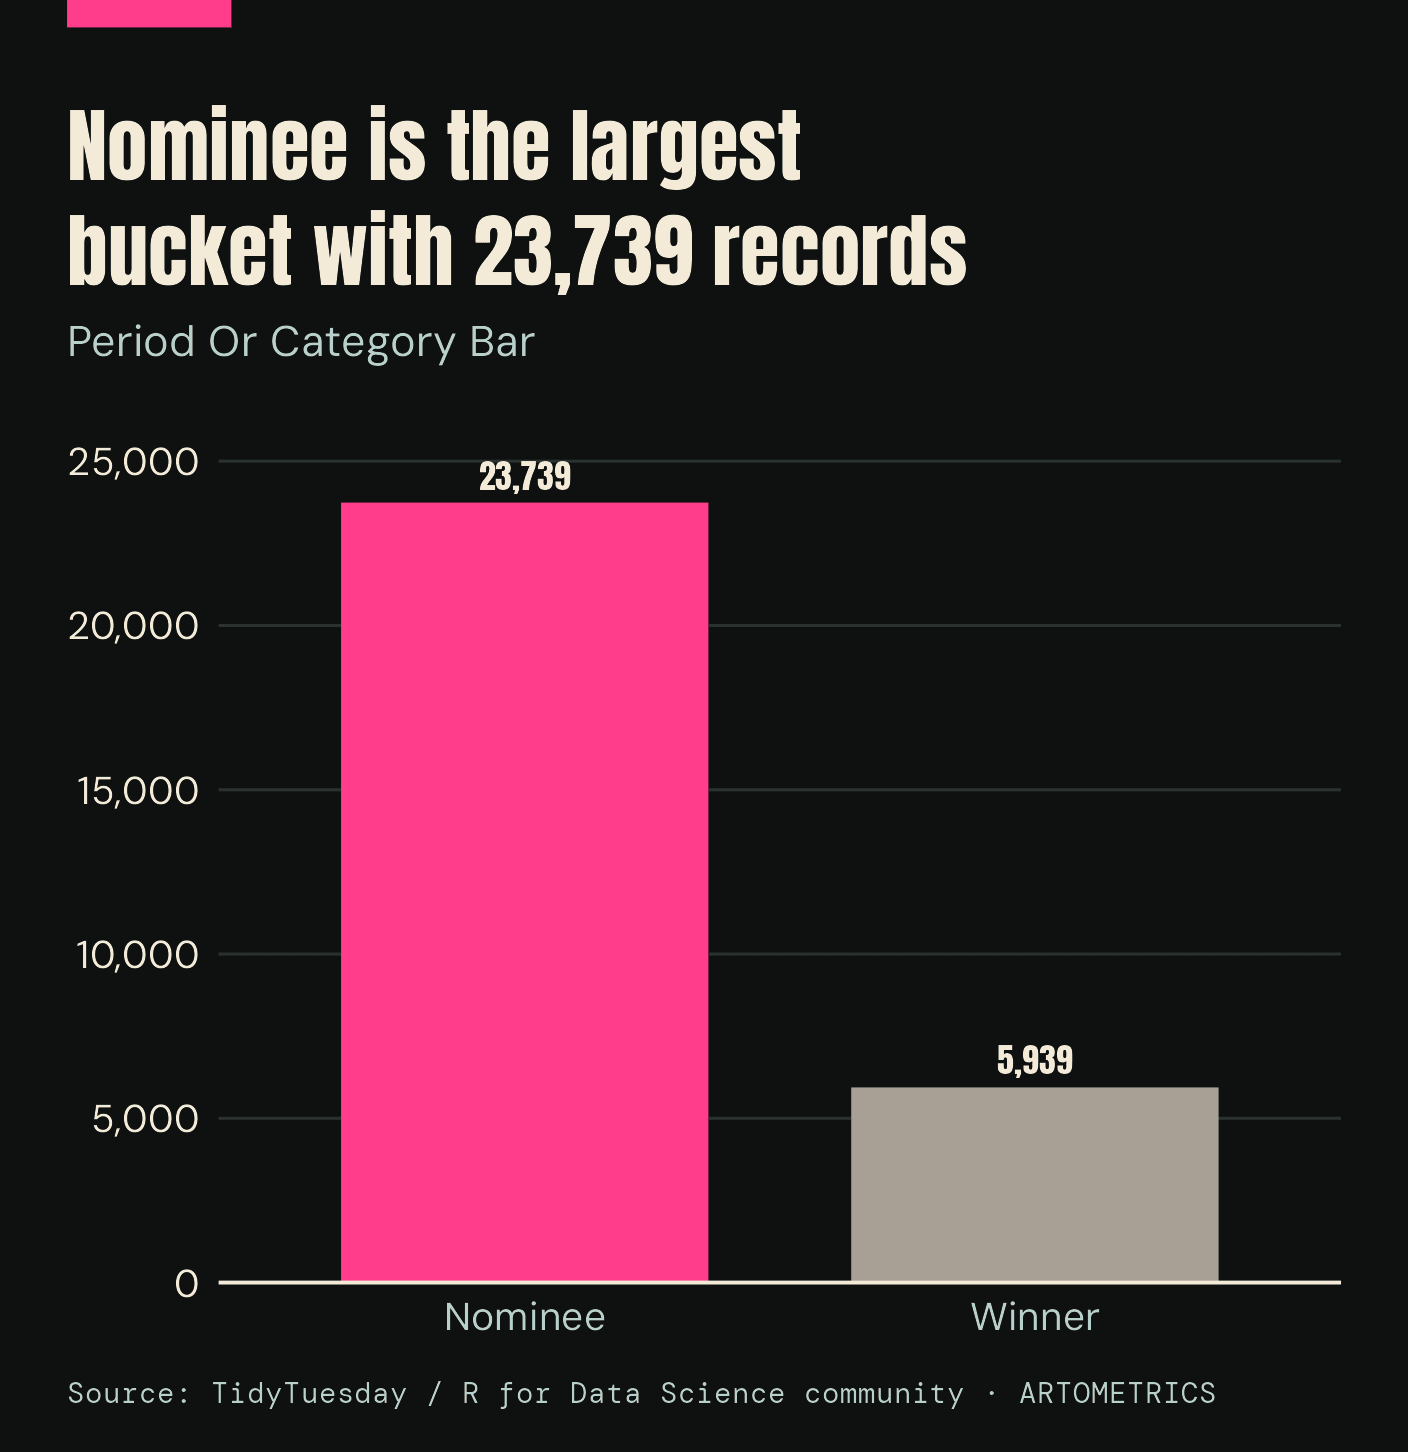 Nominee is the largest
bucket with 23,739 records
Period Or Category Bar
25,000
23,739
20,000
15,000
10,000
5,939
5,000
0
Nominee
Winner
Source: TidyTuesday / R for Data Science community · ARTOMETRICS